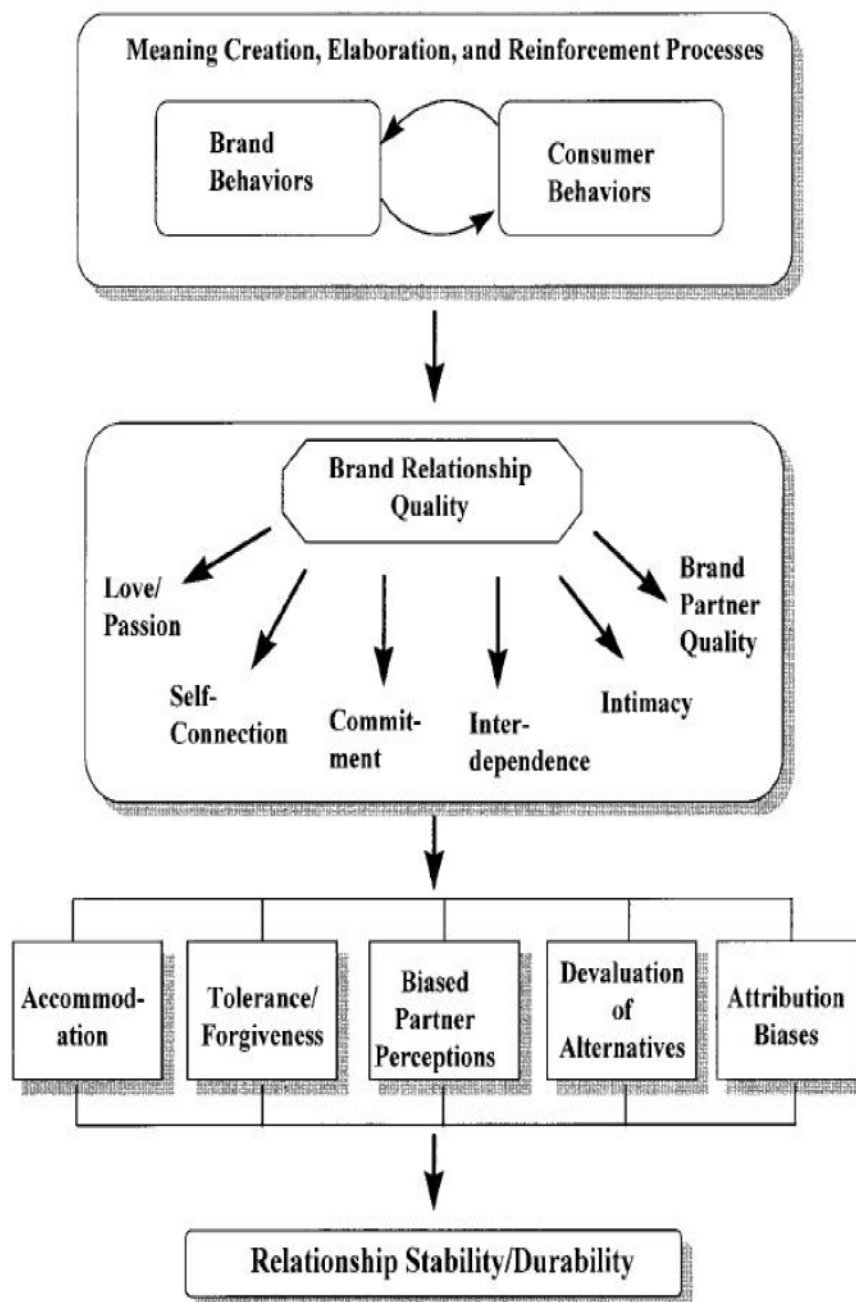 Meaning Creation, Elaboration, and Reinforcement Processes
Brand
Behaviors
Consumer
Behaviors
Brand Relationship
Quality
Love/
Passion
Self-
Connection
Commit-
ment
Inter-
dependence
Intimacy
Brand
Partner
Quality
Accommod-
ation
Tolerance/
Forgiveness
Biased
Partner
Perceptions
Devaluation
of
Alternatives
Attribution
Biases
Relationship Stability/Durability